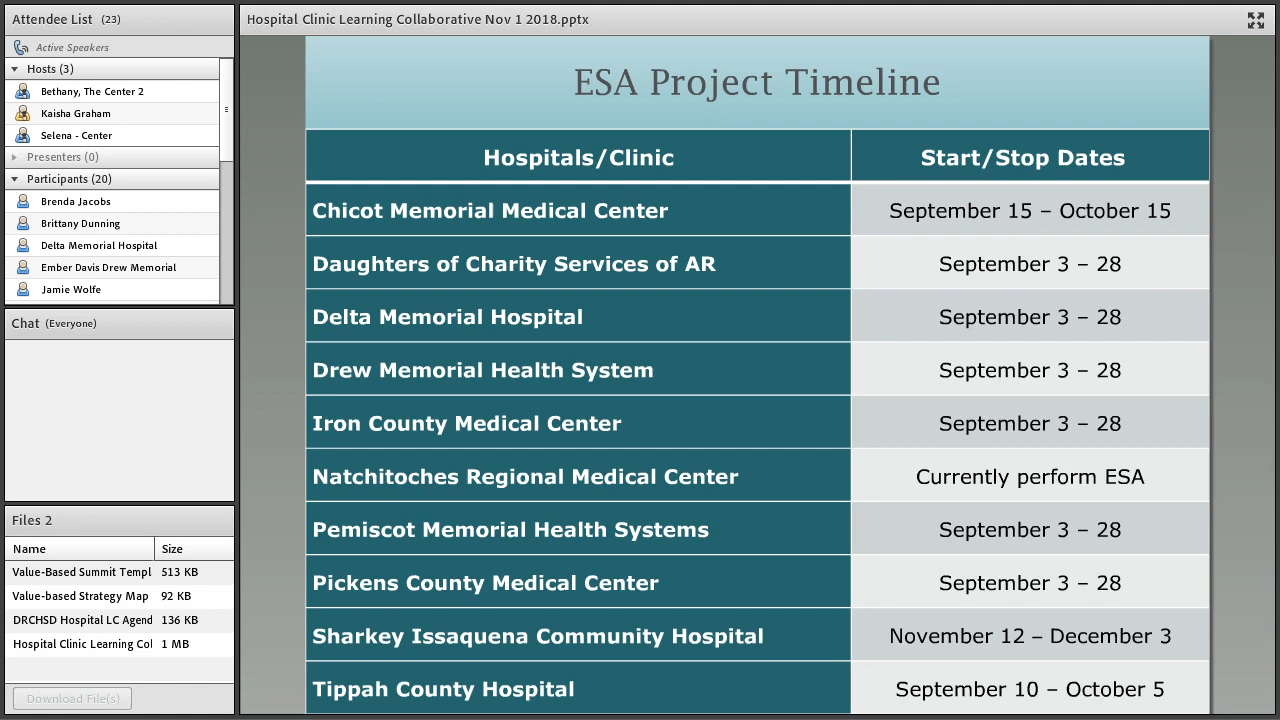 Attendee List (23)
Active Speakers
Hosts (3)
Bethany, The Center 2
Kaisha Graham
Selena - Center
Presenters (0)
Participants (20)
Brenda Jacobs
Brittany Dunning
Delta Memorial Hospital
Ember Davis Drew Memorial
Jamie Wolfe
Chat (Everyone)
Files 2
Name Size
Value-Based Summit Templ 513 KB
Value-based Strategy Map 92 KB
DRCHSD Hospital LC Agend 136 KB
Hospital Clinic Learning Col 1 MB
Download File(s)
Hospital Clinic Learning Collaborative Nov 1 2018.pptx
ESA Project Timeline
Hospitals/Clinic Start/Stop Dates
Chicot Memorial Medical Center September 15 – October 15
Daughters of Charity Services of AR September 3 – 28
Delta Memorial Hospital September 3 – 28
Drew Memorial Health System September 3 – 28
Iron County Medical Center September 3 – 28
Natchitoches Regional Medical Center Currently perform ESA
Pemiscot Memorial Health Systems September 3 – 28
Pickens County Medical Center September 3 – 28
Sharkey Issaquena Community Hospital November 12 – December 3
Tippah County Hospital September 10 – October 5